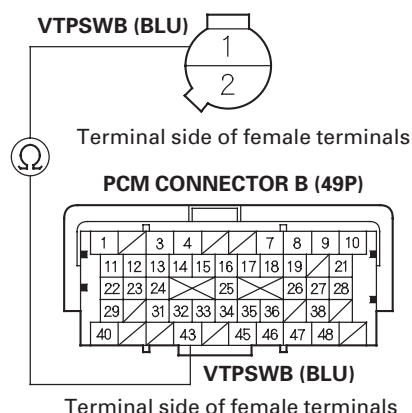 VTPSWB (BLU)
1
2
Ω
Terminal side of female terminals
PCM CONNECTOR B (49P)
1 3 4 7 8 9 10
11 12 13 14 15 16 17 18 19 21
22 23 24 25 26 27 28
29 31 32 33 34 35 36 38
40 43 45 46 47 48
VTPSWB (BLU)
Terminal side of female terminals